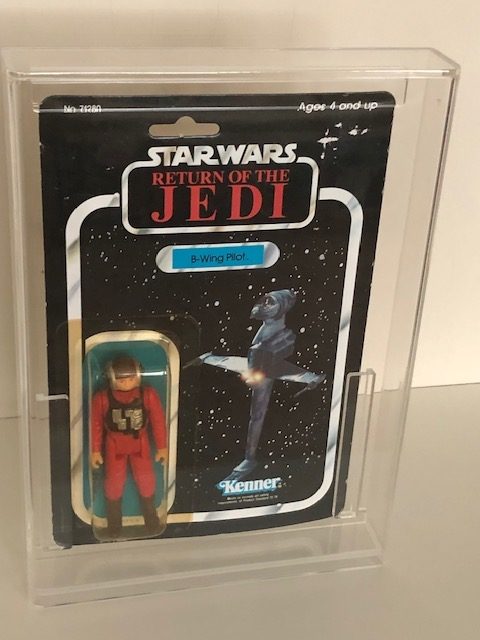 No. 71280
Ages 4 and up
STAR WARS
RETURN OF THE
JEDI
B-Wing Pilot
Kenner